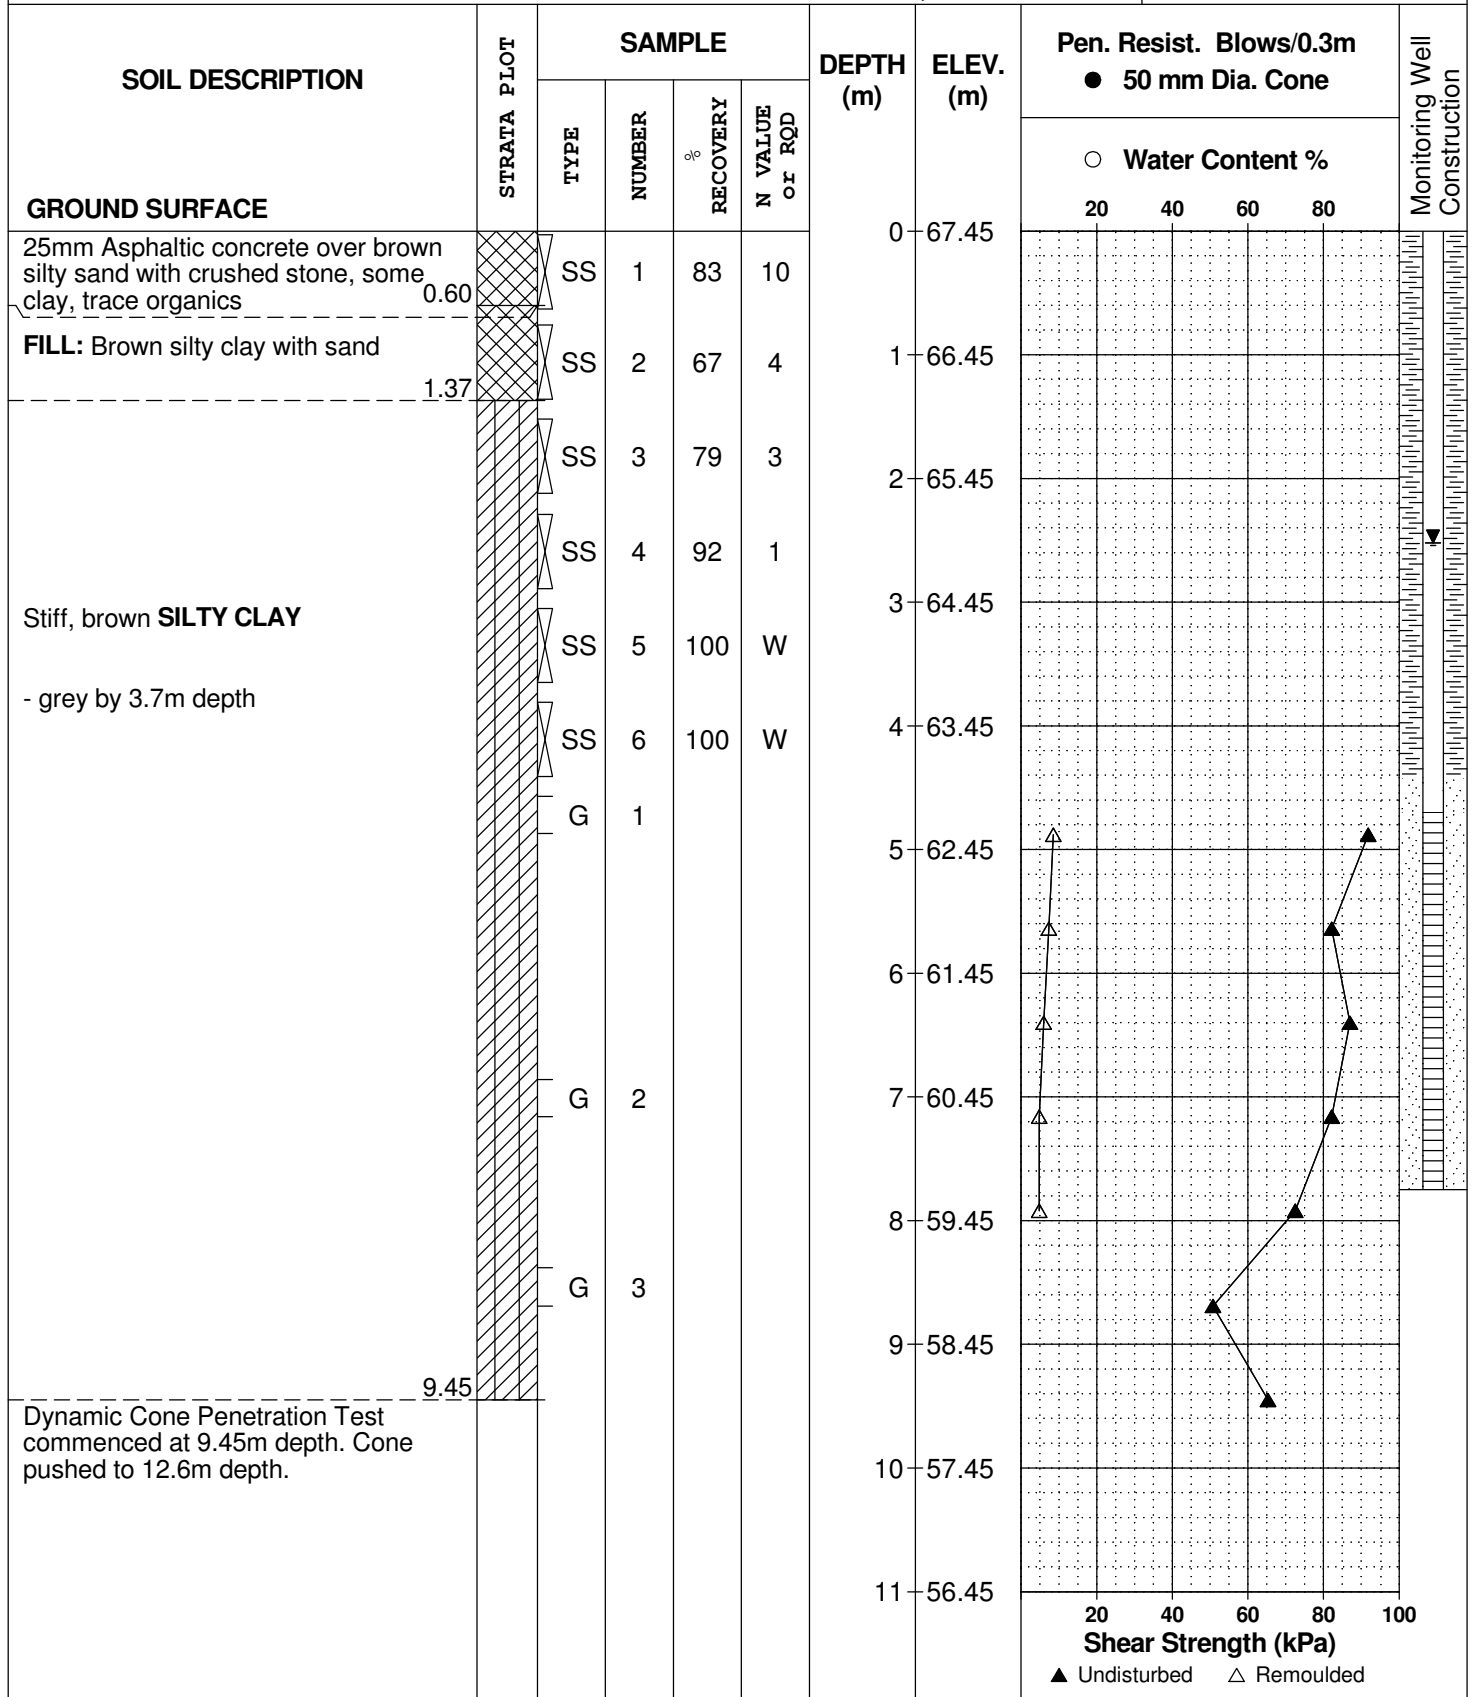 SOIL DESCRIPTION
GROUND SURFACE
STRATA PLOT
SAMPLE
TYPE
NUMBER
% RECOVERY
N VALUE or RQD
DEPTH (m)
ELEV. (m)
Pen. Resist. Blows/0.3m
● 50 mm Dia. Cone
○ Water Content %
20 40 60 80
Monitoring Well
Construction
25mm Asphaltic concrete over brown
silty sand with crushed stone, some
clay, trace organics 0.60
FILL: Brown silty clay with sand
1.37
Stiff, brown SILTY CLAY
- grey by 3.7m depth
9.45
Dynamic Cone Penetration Test
commenced at 9.45m depth. Cone
pushed to 12.6m depth.
SS 1 83 10
SS 2 67 4
SS 3 79 3
SS 4 92 1
SS 5 100 W
SS 6 100 W
G 1
G 2
G 3
0 67.45
1 66.45
2 65.45
3 64.45
4 63.45
5 62.45
6 61.45
7 60.45
8 59.45
9 58.45
10 57.45
11 56.45
20 40 60 80 100
Shear Strength (kPa)
▲ Undisturbed △ Remoulded